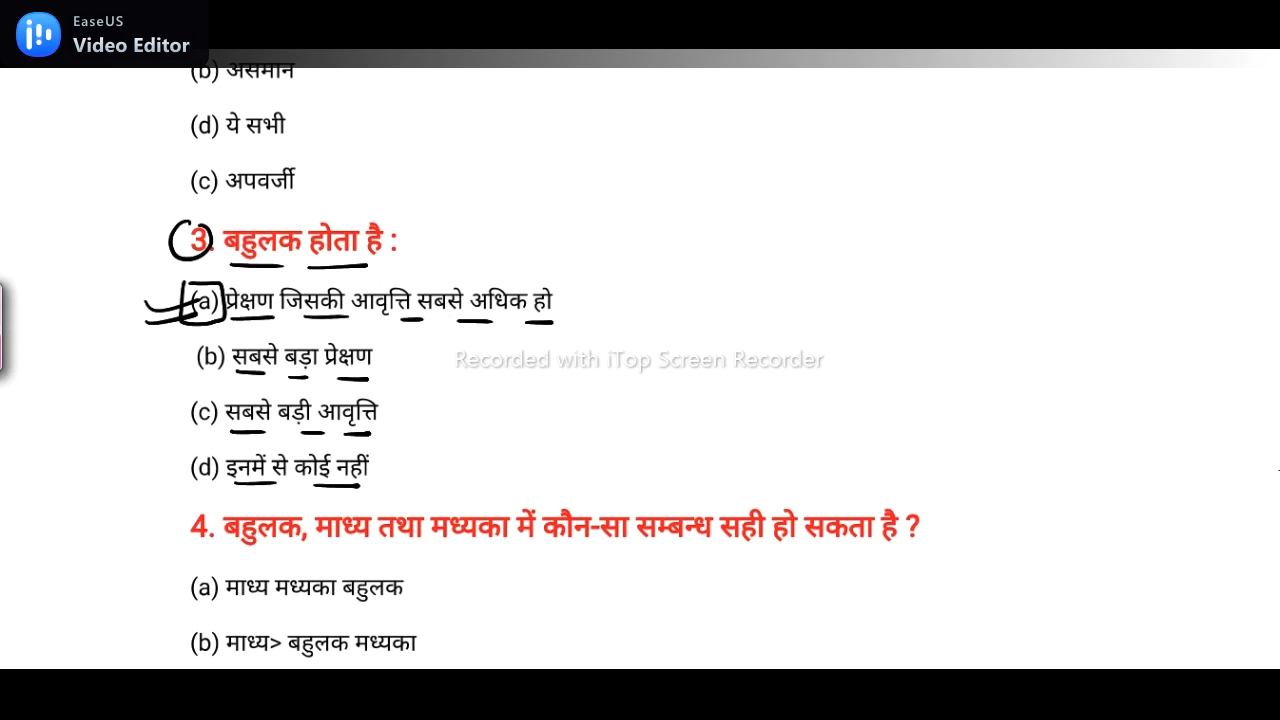 EaseUS
Video Editor
(b) असमान
(d) ये सभी
(c) अपवर्जी
3. बहुलक होता है :
(a) प्रेक्षण जिसकी आवृत्ति सबसे अधिक हो
(b) सबसे बड़ा प्रेक्षण
Recorded with iTop Screen Recorder
(c) सबसे बड़ी आवृत्ति
(d) इनमें से कोई नहीं
4. बहुलक, माध्य तथा मध्यका में कौन-सा सम्बन्ध सही हो सकता है ?
(a) माध्य मध्यका बहुलक
(b) माध्य> बहुलक मध्यका